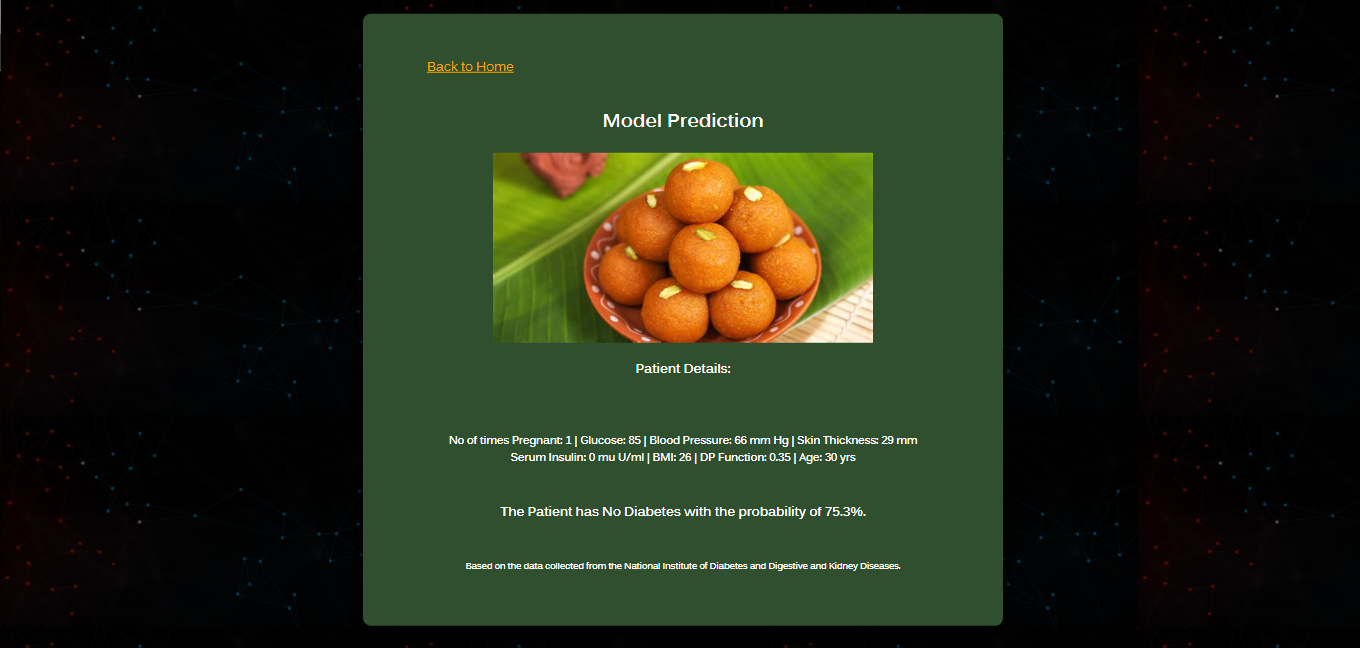 Back to Home
Model Prediction
Patient Details:
No of times Pregnant: 1 | Glucose: 85 | Blood Pressure: 66 mm Hg | Skin Thickness: 29 mm
Serum Insulin: 0 mu U/ml | BMI: 26 | DP Function: 0.35 | Age: 30 yrs
The Patient has No Diabetes with the probability of 75.3%.
Based on the data collected from the National Institute of Diabetes and Digestive and Kidney Diseases.